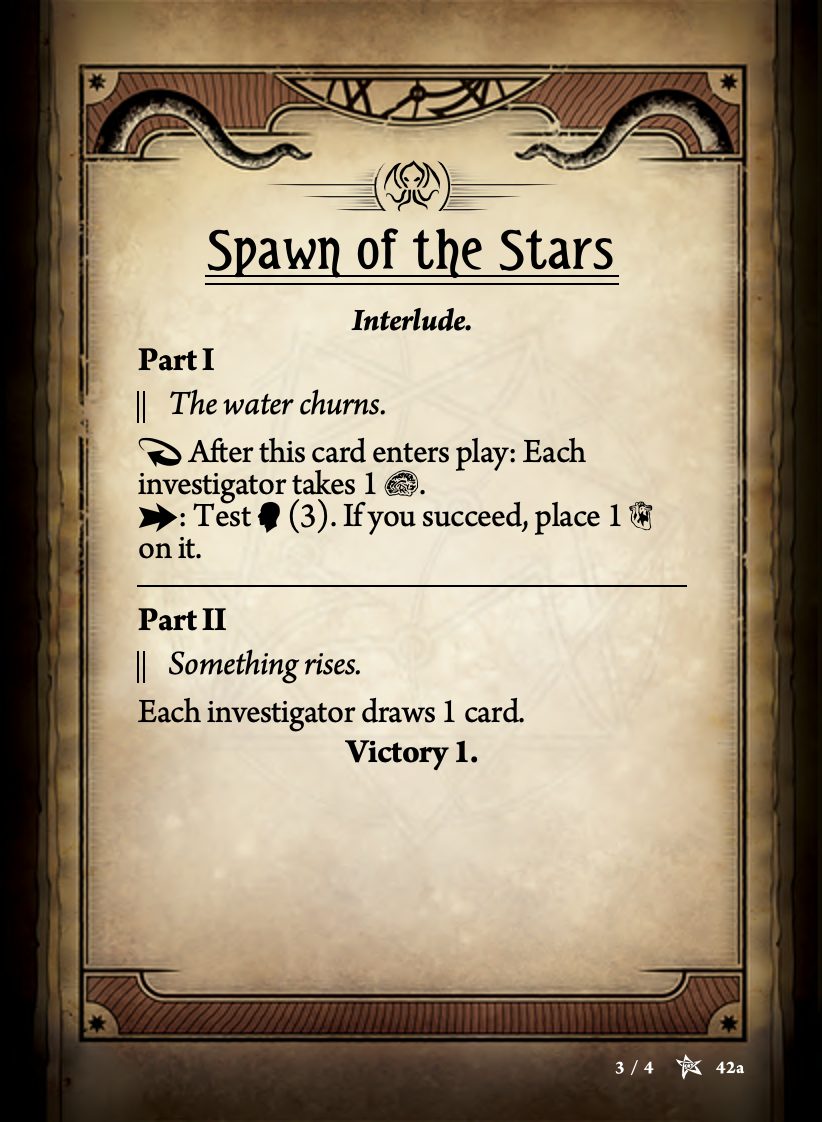 Spawn of the Stars
Interlude.
Part I
The water churns.
After this card enters play: Each
investigator takes 1 .
: Test (3). If you succeed, place 1
on it.
Part II
Something rises.
Each investigator draws 1 card.
Victory 1.
3 / 4 42a